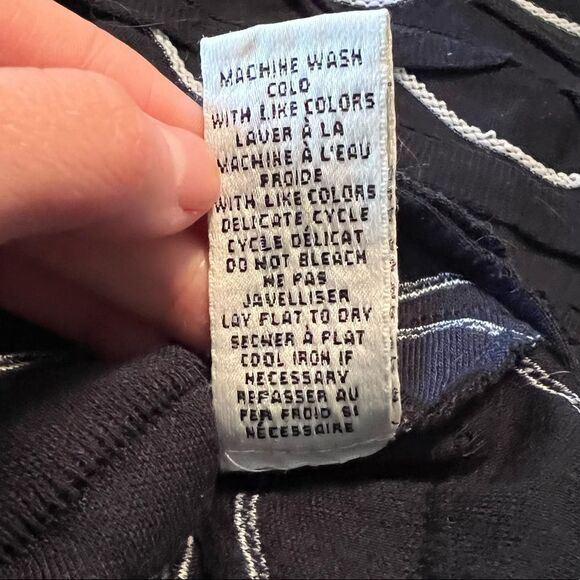 MACHINE WASH
COLD
WITH LIKE COLORS
LAVER À LA
MACHINE À L'EAU
FROIDE
WITH LIKE COLORS
DELICATE CYCLE
CYCLE DÉLICAT
DO NOT BLEACH
NE PAS
JAVELLISER
LAY FLAT TO DRY
SECHER À PLAT
COOL IRON IF
NECESSARY
REPASSER AU
FER FROID SI
NÉCESSAIRE